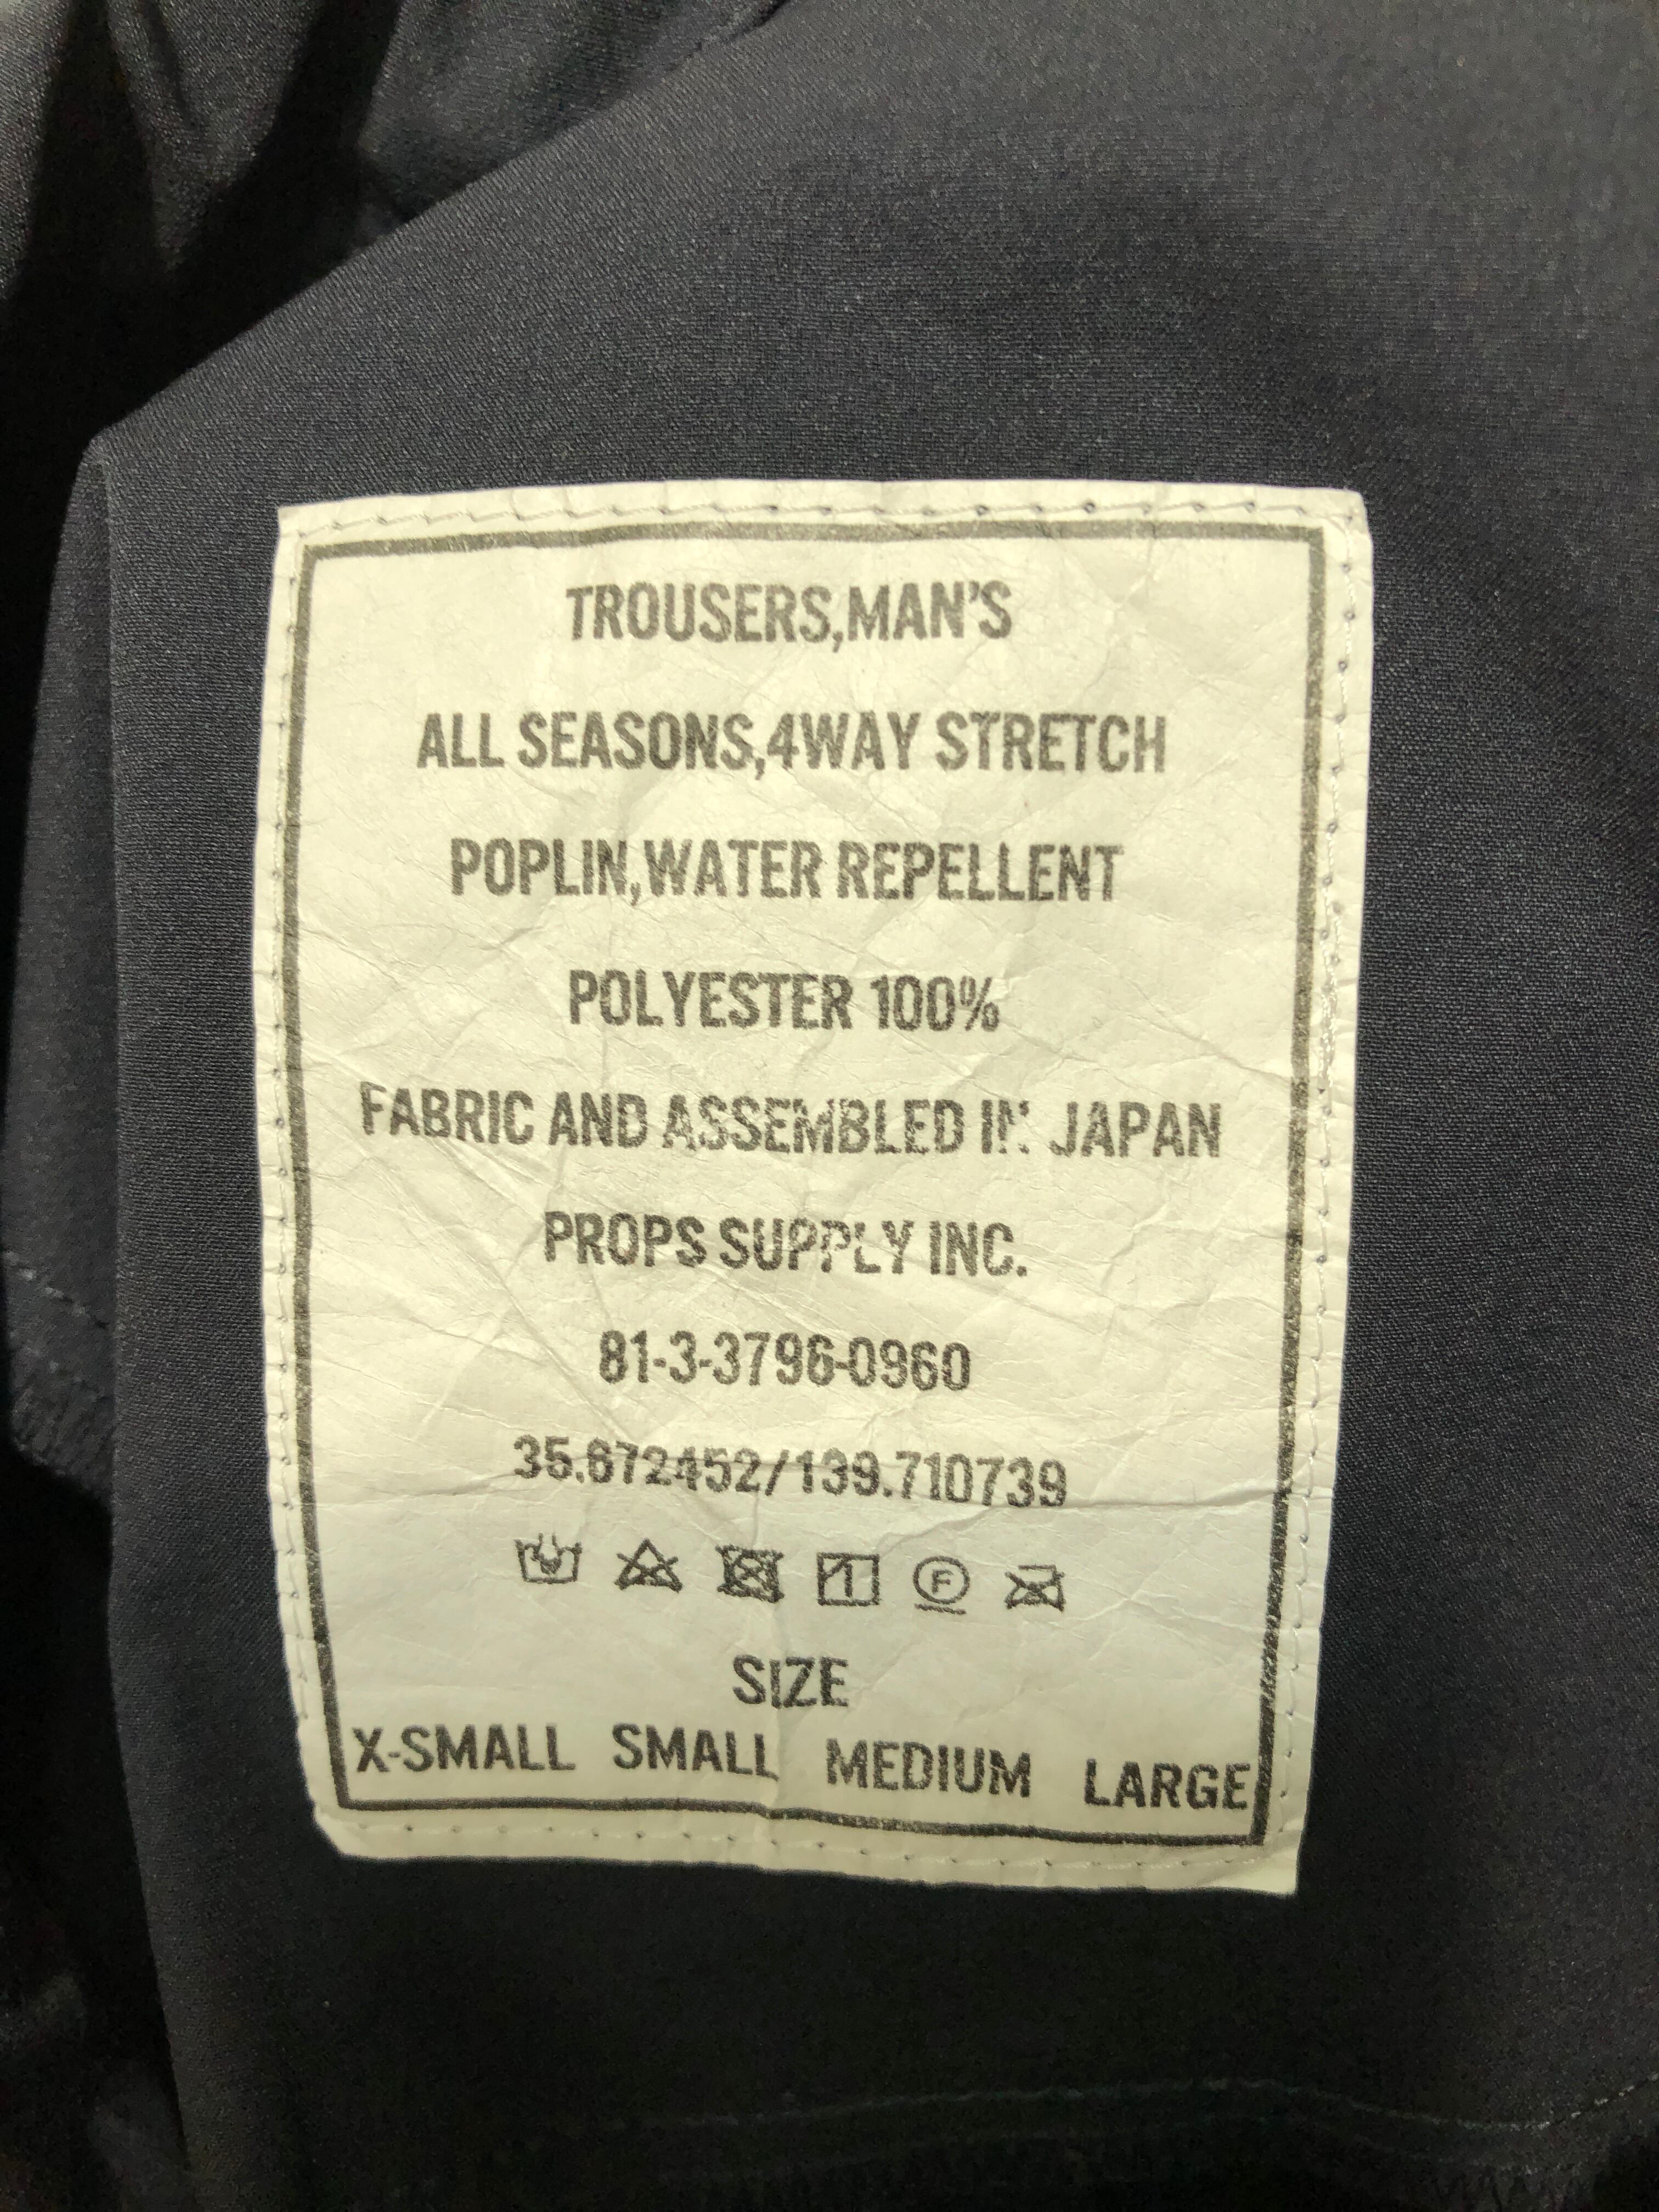 TROUSERS,MAN'S
ALL SEASONS,4WAY STRETCH
POPLIN,WATER REPELLENT
POLYESTER 100%
FABRIC AND ASSEMBLED IN JAPAN
PROPS SUPPLY INC.
81-3-3796-0960
35.672452/139.710739
F
SIZE
X-SMALL SMALL MEDIUM LARGE